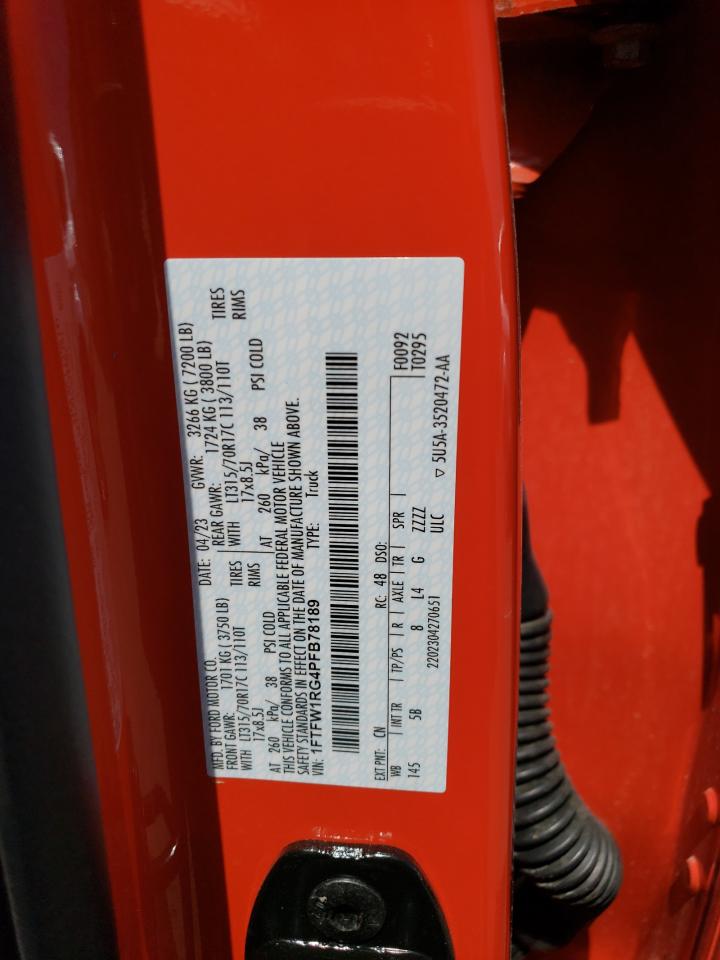 MFD. BY FORD MOTOR CO.
DATE: 04/23 GVWR: 3266 KG ( 7200 LB)
FRONT GAWR: 1701 KG ( 3750 LB) REAR GAWR: 1724 KG ( 3800 LB)
WITH LT315/70R17C 113/110T TIRES WITH LT315/70R17C 113/110T TIRES
17x8.5J RIMS 17x8.5J RIMS
AT 260 kPa/ 38 PSI COLD AT 260 kPa/ 38 PSI COLD
THIS VEHICLE CONFORMS TO ALL APPLICABLE FEDERAL MOTOR VEHICLE
SAFETY STANDARDS IN EFFECT ON THE DATE OF MANUFACTURE SHOWN ABOVE.
VIN: 1FTFW1RG4PFB78189 TYPE: Truck
EXT PNT: CN RC: 48 DSO: F0092
WB INT TR TP/PS R AXLE TR SPR T0295
145 5B 8 L4 G ZZZZ
2202304270651 ULC ▽ 5U5A-3520472-AA